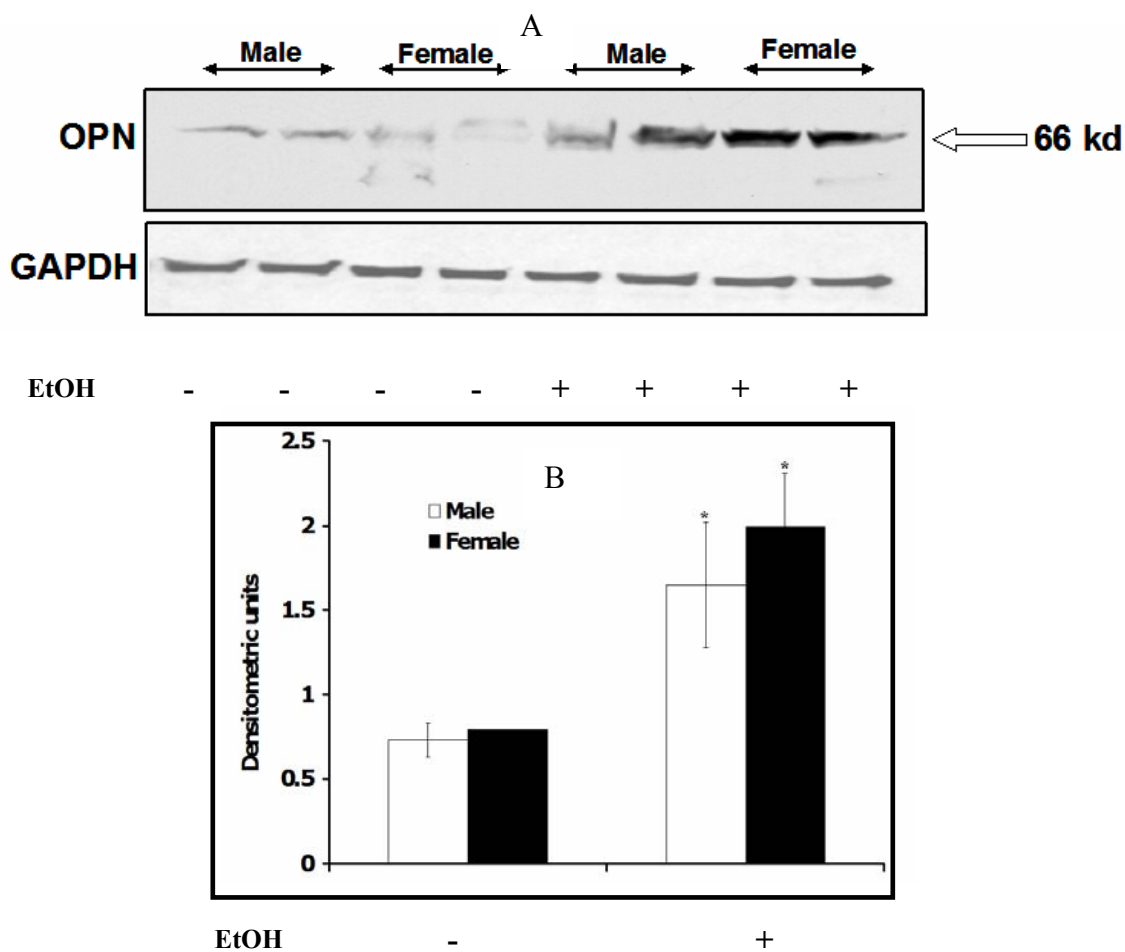 A
Male Female Male Female
OPN 66 kd
GAPDH
EtOH - - - - + + + +
2.5
B
2
Male
Female
*
*
1.5
1
0.5
0
Densitometric units
EtOH - +